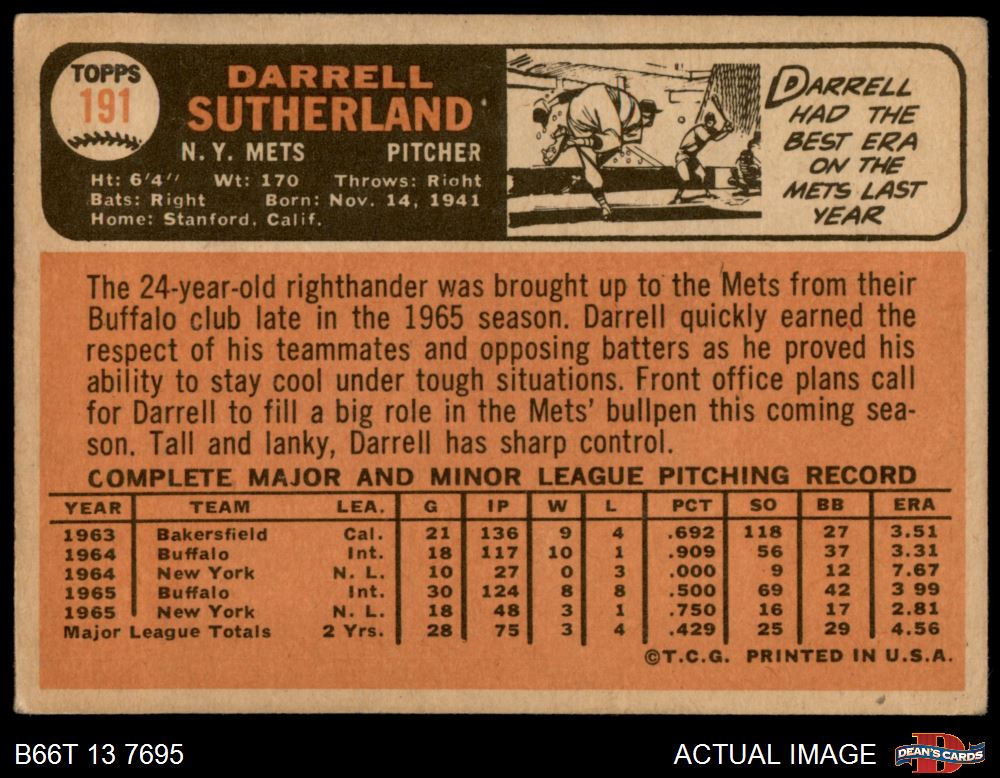 TOPPS
191
DARRELL
SUTHERLAND
N. Y. METS PITCHER
Ht: 6'4'' Wt: 170 Throws: Right
Bats: Right Born: Nov. 14, 1941
Home: Stanford, Calif.
DARRELL
HAD THE
BEST ERA
ON THE
METS LAST
YEAR
The 24-year-old righthander was brought up to the Mets from their
Buffalo club late in the 1965 season. Darrell quickly earned the
respect of his teammates and opposing batters as he proved his
ability to stay cool under tough situations. Front office plans call
for Darrell to fill a big role in the Mets' bullpen this coming sea-
son. Tall and lanky, Darrell has sharp control.
COMPLETE MAJOR AND MINOR LEAGUE PITCHING RECORD
YEAR TEAM LEA. G IP W L PCT SO BB ERA
1963 Bakersfield Cal. 21 136 9 4 .692 118 27 3.51
1964 Buffalo Int. 18 117 10 1 .909 56 37 3.31
1964 New York N. L. 10 27 0 3 .000 9 12 7.67
1965 Buffalo Int. 30 124 8 8 .500 69 42 3 99
1965 New York N. L. 18 48 3 1 .750 16 17 2.81
Major League Totals 2 Yrs. 28 75 3 4 .429 25 29 4.56
©T.C.G. PRINTED IN U.S.A.
B66T 13 7695 ACTUAL IMAGE DEAN'S CARDS